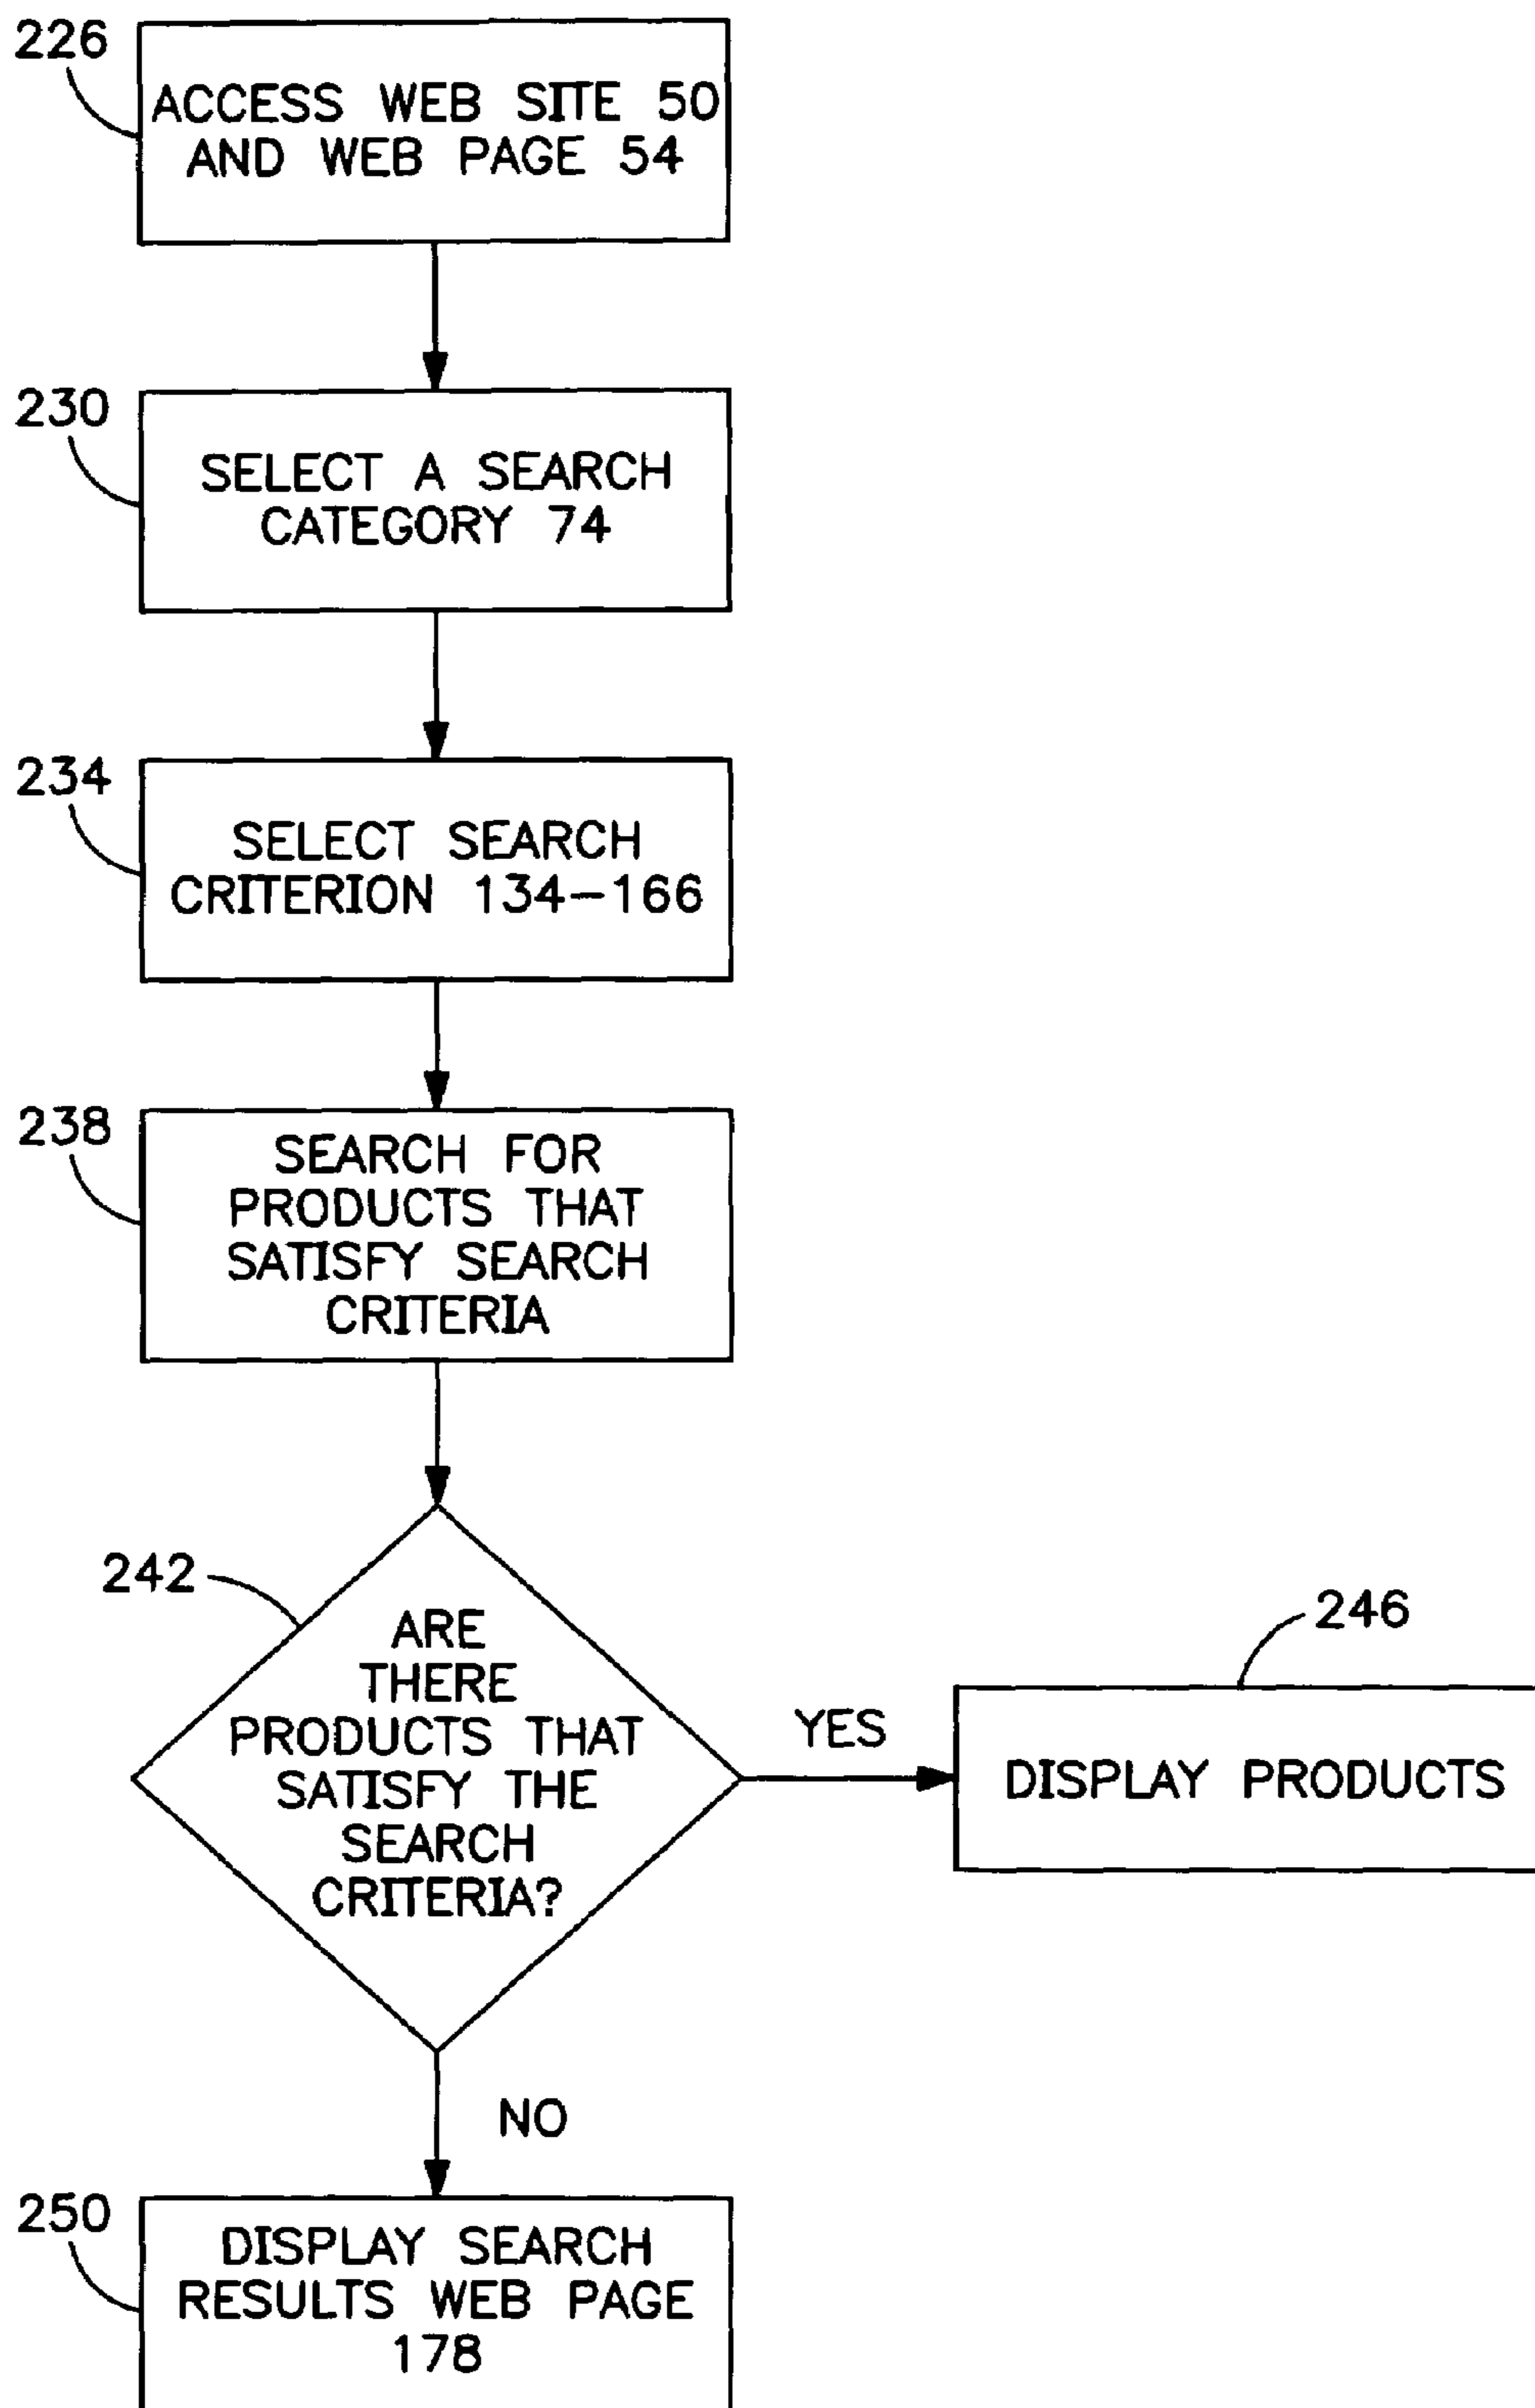 226
ACCESS WEB SITE 50
AND WEB PAGE 54
230
SELECT A SEARCH
CATEGORY 74
234
SELECT SEARCH
CRITERION 134-166
238
SEARCH FOR
PRODUCTS THAT
SATISFY SEARCH
CRITERIA
242
ARE
THERE
PRODUCTS THAT
SATISFY THE
SEARCH
CRITERIA?
YES
246
DISPLAY PRODUCTS
NO
250
DISPLAY SEARCH
RESULTS WEB PAGE
178